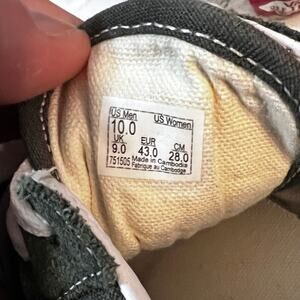 US Men US Women
10.0
UK EUR CM
9.0 43.0 28.0
751505 Made in Cambodia
Fabriqué au Cambodge